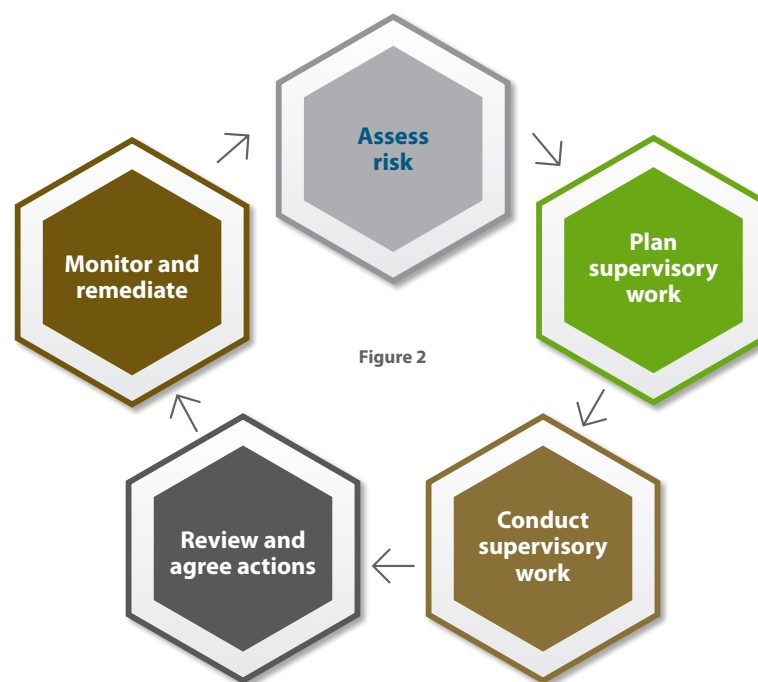 Assess
risk
Plan
supervisory
work
Conduct
supervisory
work
Review and
agree actions
Monitor and
remediate
Figure 2